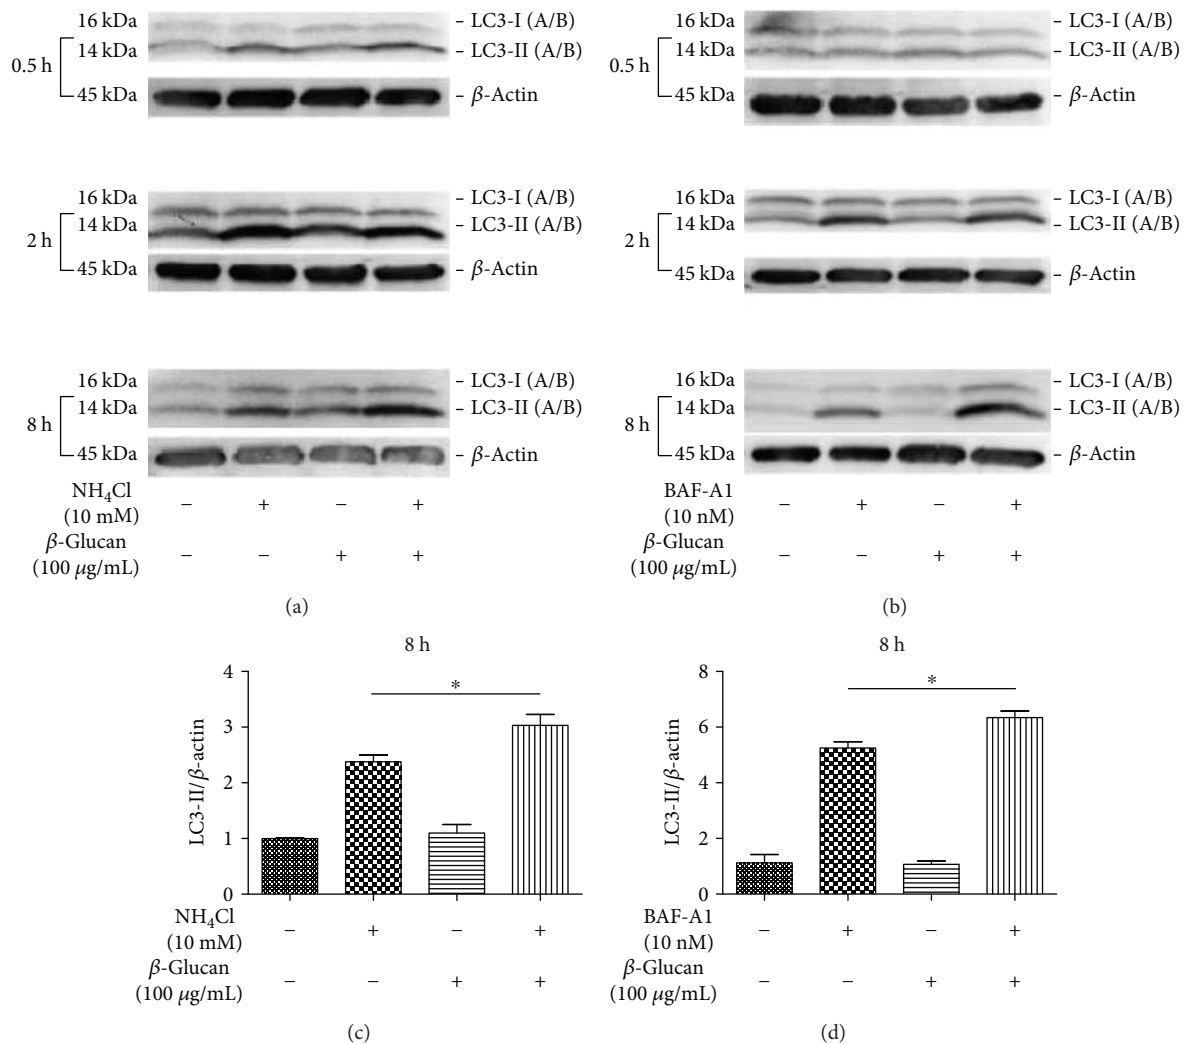 16 kDa – LC3-I (A/B)
0.5 h 14 kDa – LC3-II (A/B)
45 kDa – β-Actin
16 kDa – LC3-I (A/B)
2 h 14 kDa – LC3-II (A/B)
45 kDa – β-Actin
16 kDa – LC3-I (A/B)
8 h 14 kDa – LC3-II (A/B)
45 kDa – β-Actin
NH₄Cl
(10 mM) – + – +
β-Glucan
(100 μg/mL) – – + +
(a)
16 kDa – LC3-I (A/B)
0.5 h 14 kDa – LC3-II (A/B)
45 kDa – β-Actin
16 kDa – LC3-I (A/B)
2 h 14 kDa – LC3-II (A/B)
45 kDa – β-Actin
16 kDa – LC3-I (A/B)
8 h 14 kDa – LC3-II (A/B)
45 kDa – β-Actin
BAF-A1
(10 nM) – + – +
β-Glucan
(100 μg/mL) – – + +
(b)
8 h
4
*
3
LC3-II/β-actin
2
1
0
NH₄Cl
(10 mM) – + – +
β-Glucan
(100 μg/mL) – – + +
(c)
8 h
8
*
6
LC3-II/β-actin
4
2
0
BAF-A1
(10 nM) – + – +
β-Glucan
(100 μg/mL) – – + +
(d)